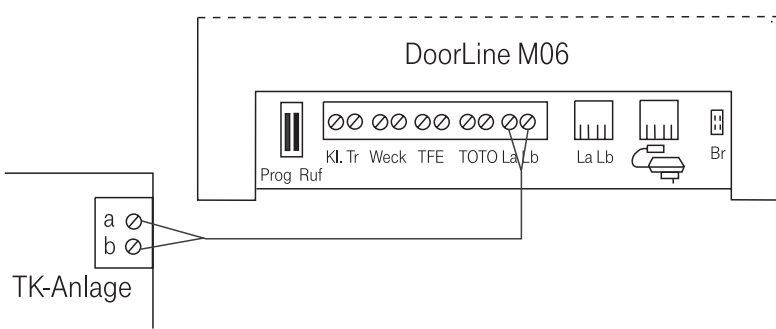 DoorLine M06
Kl. Tr Weck TFE TOTO La Lb La Lb Br
Prog Ruf
a
b
TK-Anlage